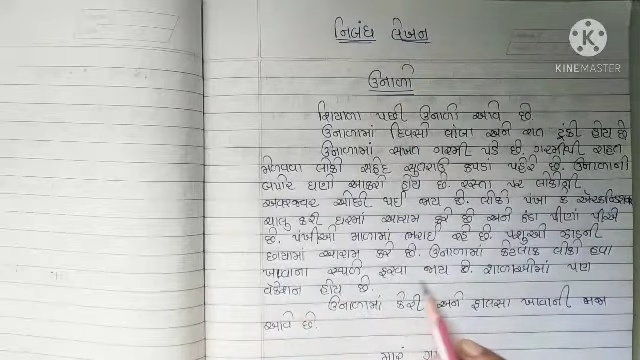 નિબંધ લેખન
KINEMASTER
ઉનાળો
શિયાળા પછી ઉનાળો આવે છે.
ઉનાળામાં દિવસો લાંબા અને રાત ટૂંકી હોય છે
ઉનાળામાં સખત ગરમી પડે છે. ગરમીથી રાહત
મેળવવા લોકો સફેદ સુતરાઉ કપડાં પહેરે છે. ઉનાળાની
બપોર ઘણી આકરી હોય છે. રસ્તા પર લોકોની
અવરજવર ઓછી થઈ જાય છે. લોકો પંખા કે એરકન્ડિશનર
ચાલુ કરી ઘરમાં આરામ કરે છે અને ઠંડા પીણાં પીએ
છે. પંખીઓ માળામાં ભરાઈ રહે છે. પશુઓ ઝાડની
છાયામાં આરામ કરે છે. ઉનાળામાં કેટલાક લોકો હવા
ખાવાના સ્થળે ફરવા જાય છે. શાળાઓમાં પણ
વેકેશન હોય છે.
ઉનાળામાં કેરી અને ફાલસા ખાવાની મજા
આવે છે.